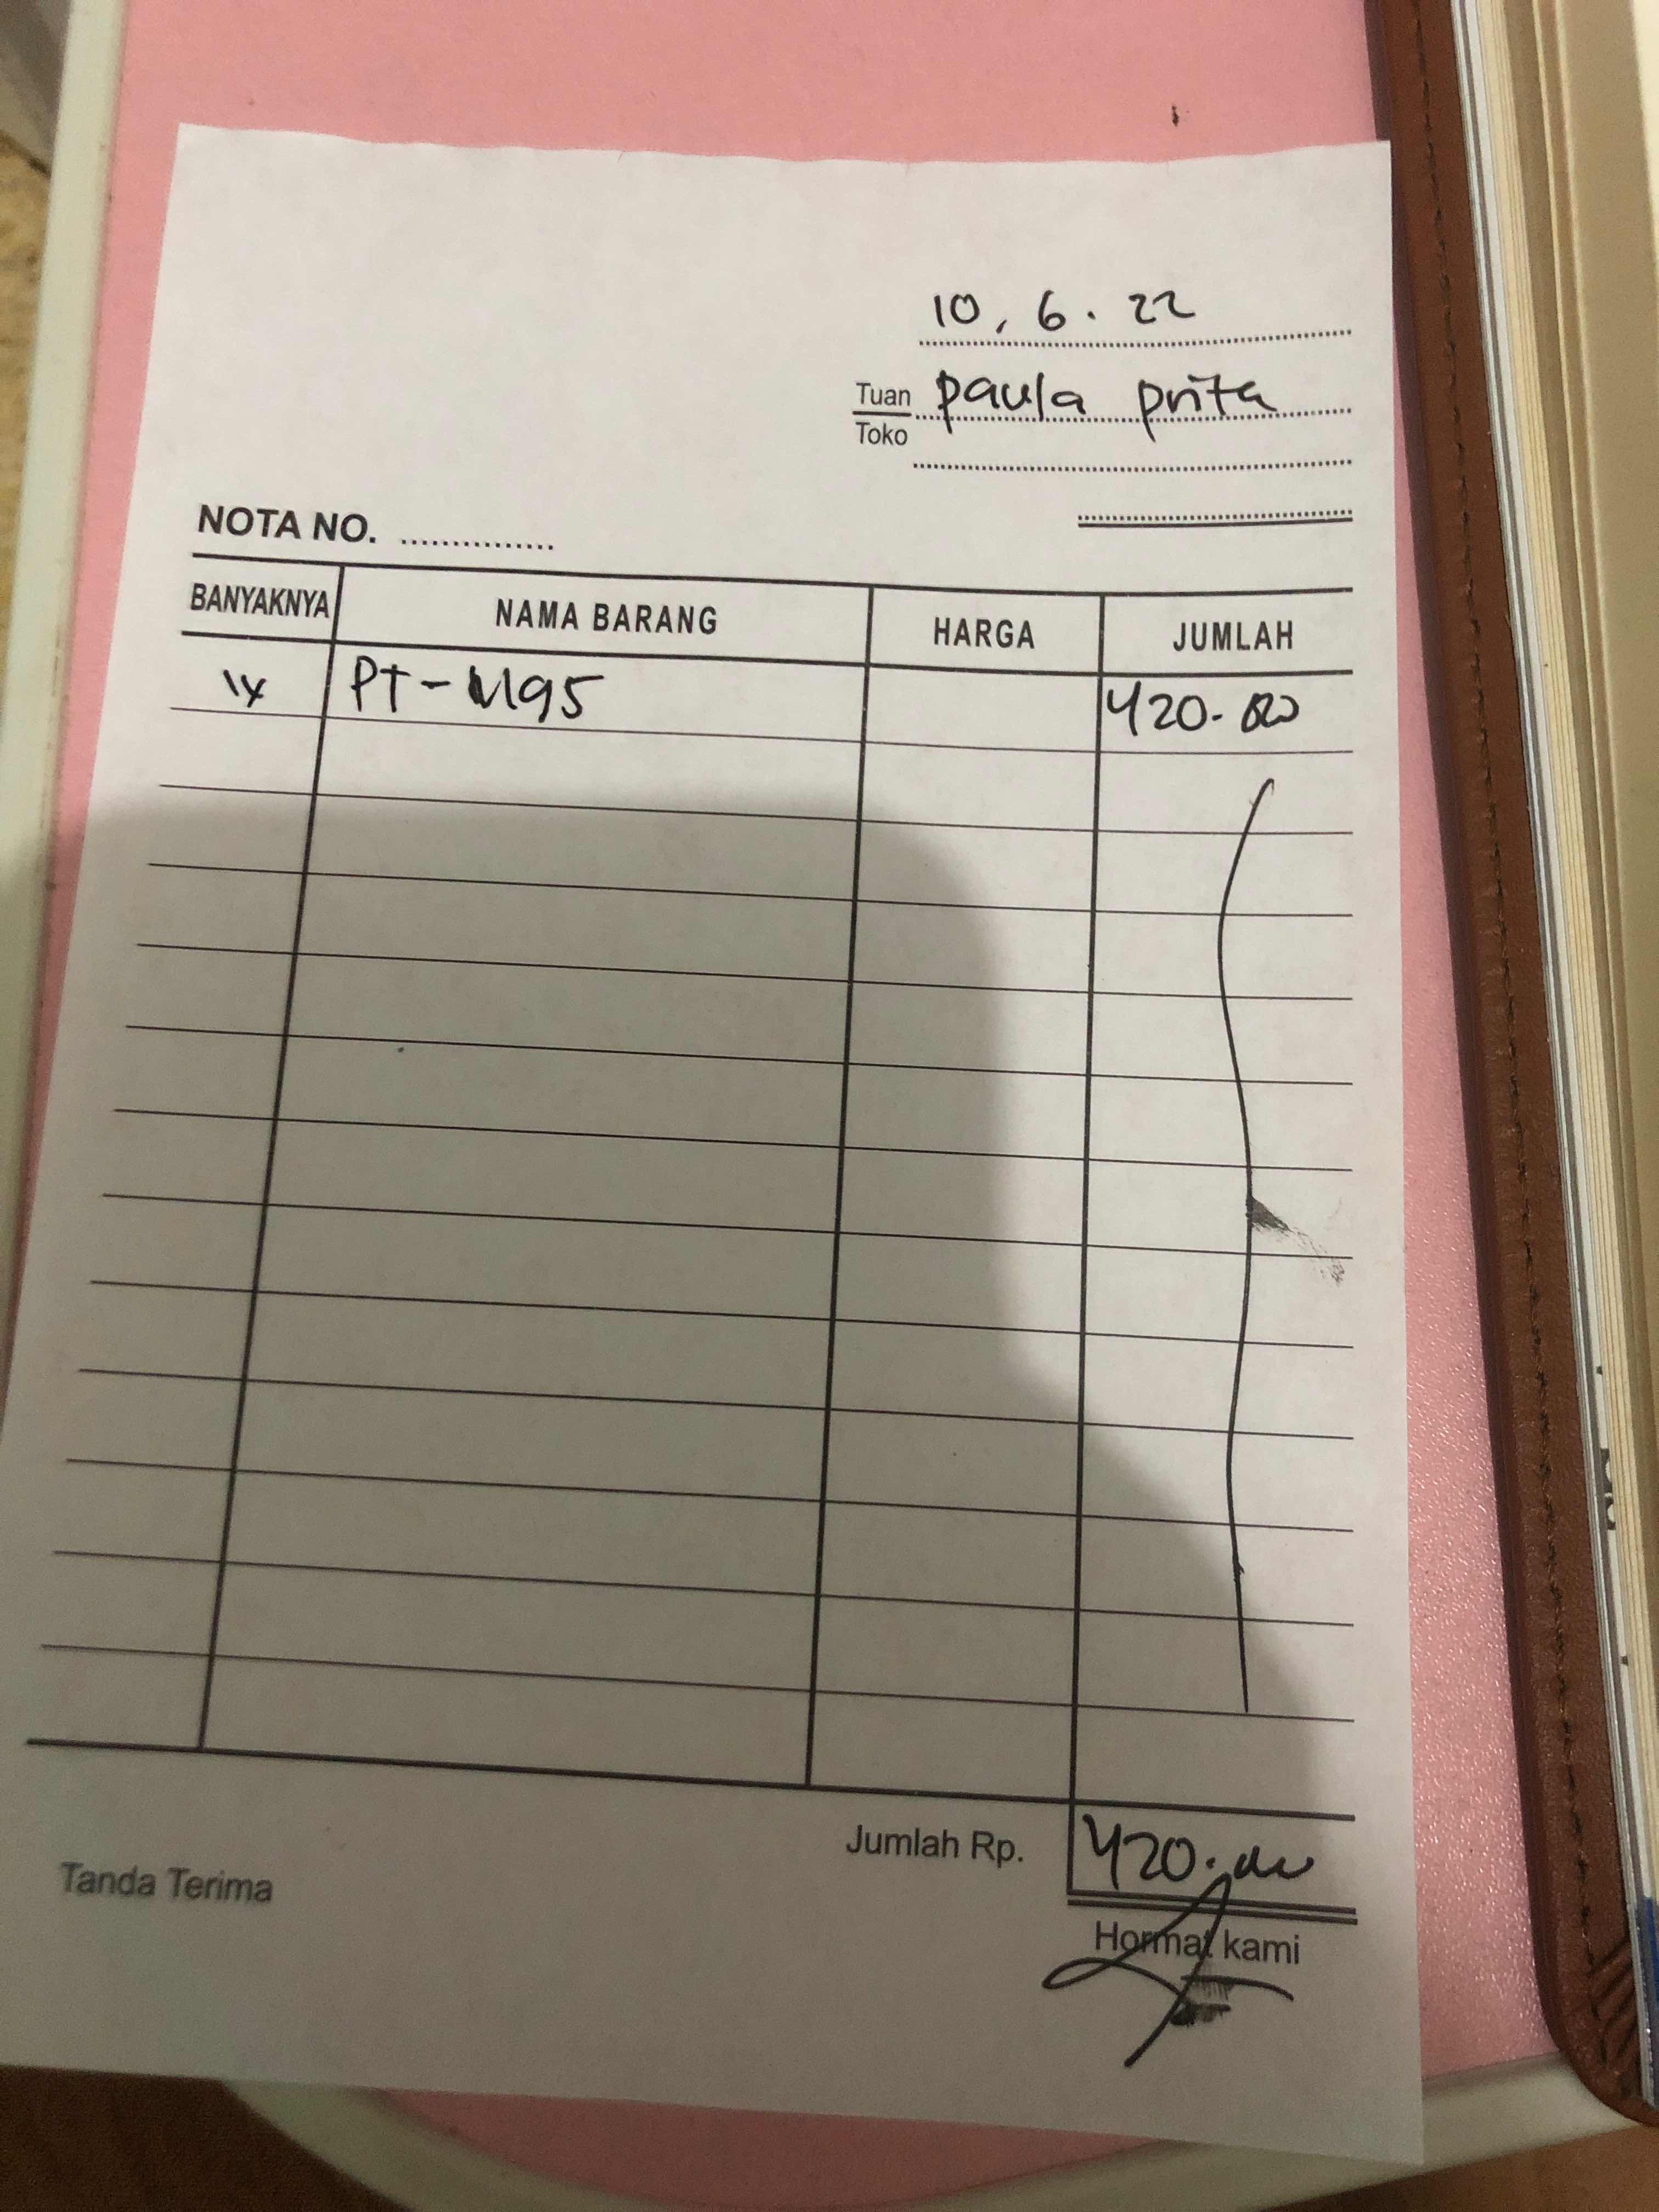 10. 6. 22
Tuan paula prita
Toko
NOTA NO. ...............
BANYAKNYA NAMA BARANG HARGA JUMLAH
1x PT-M95 420.000
Jumlah Rp. 420.000
Tanda Terima
Hormat kami